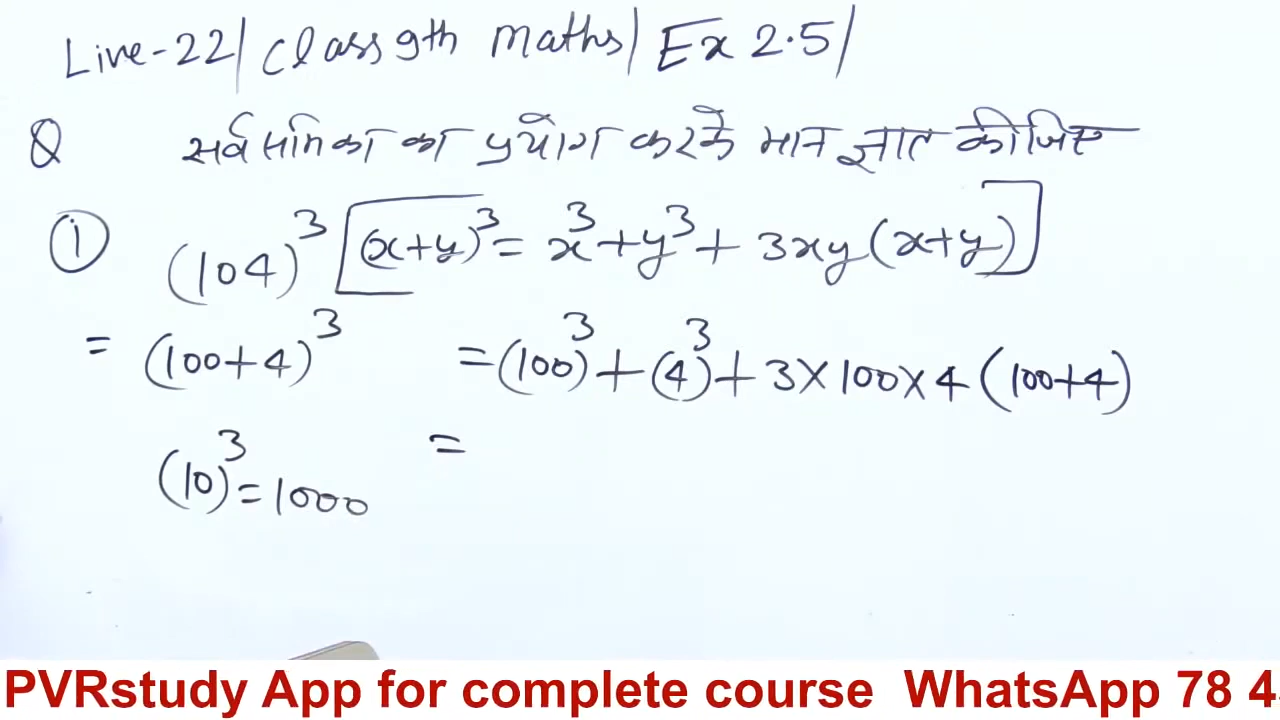 Live-22| Class 9th maths| Ex 2.5|
Q सर्वसमिका का प्रयोग करके मान ज्ञात कीजिए
① (104)³ [(x+y)³ = x³+y³+3xy(x+y)]
= (100+4)³ = (100)³+(4)³+3×100×4(100+4)
(10)³=1000 =
PVRstudy App for complete course WhatsApp 78 4